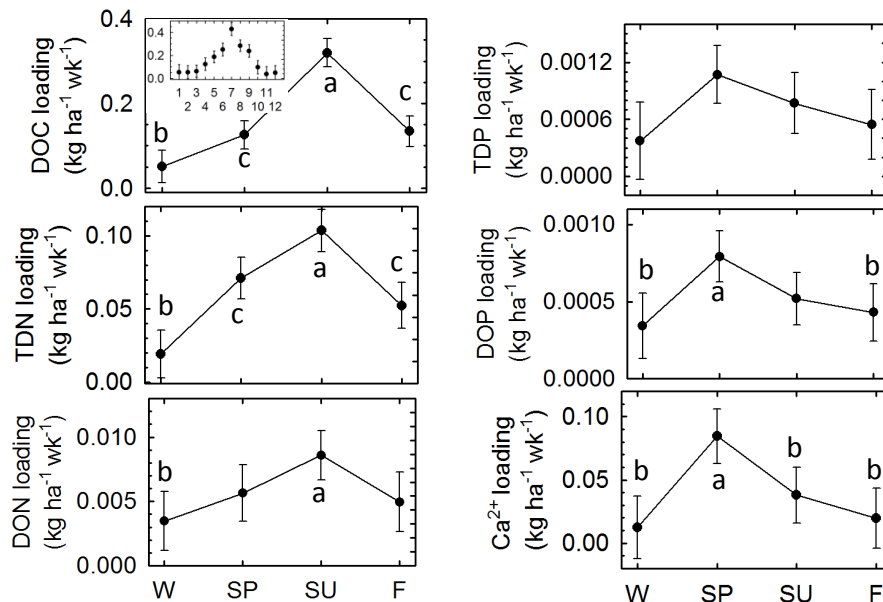 DOC loading
(kg ha⁻¹ wk⁻¹)
0.4
0.2
0.0
0.4
0.2
0.0
1 3 5 7 9 11
2 4 6 8 10 12
b
c
a
c
TDN loading
(kg ha⁻¹ wk⁻¹)
0.10
0.05
0.00
b
c
a
c
DON loading
(kg ha⁻¹ wk⁻¹)
0.010
0.005
0.000
b
a
W SP SU F
TDP loading
(kg ha⁻¹ wk⁻¹)
0.0012
0.0006
0.0000
DOP loading
(kg ha⁻¹ wk⁻¹)
0.0010
0.0005
0.0000
b
a
b
Ca²⁺ loading
(kg ha⁻¹ wk⁻¹)
0.10
0.05
0.00
b
a
b
b
W SP SU F